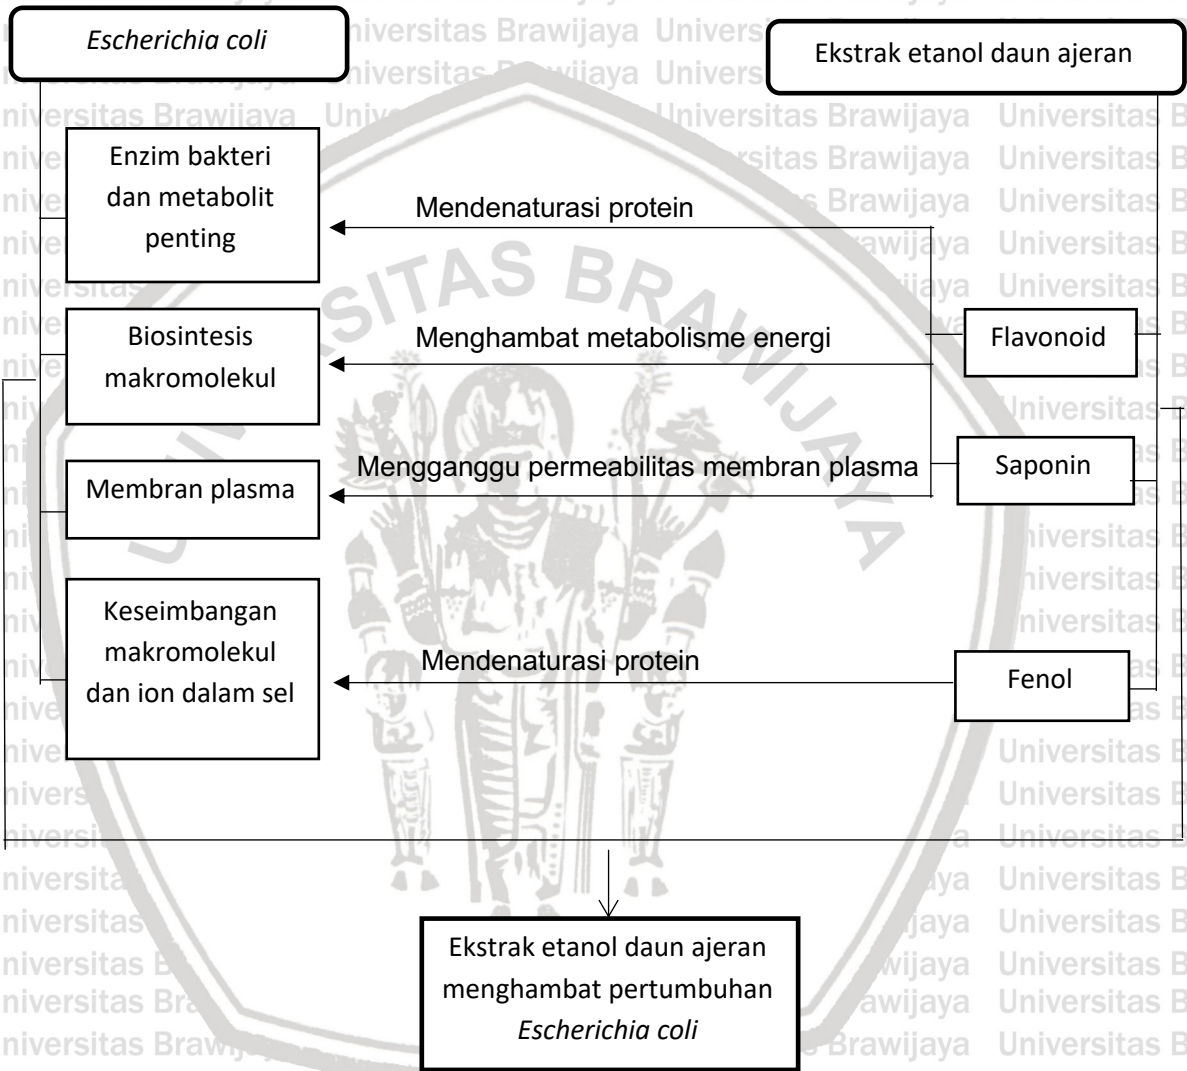 Escherichia coli
Ekstrak etanol daun ajeran
Enzim bakteri
dan metabolit
penting
Mendenaturasi protein
Biosintesis
makromolekul
Menghambat metabolisme energi
Flavonoid
Membran plasma
Mengganggu permeabilitas membran plasma
Saponin
Keseimbangan
makromolekul
dan ion dalam sel
Mendenaturasi protein
Fenol
Ekstrak etanol daun ajeran
menghambat pertumbuhan
Escherichia coli
UNIVERSITAS BRAWIJAYA